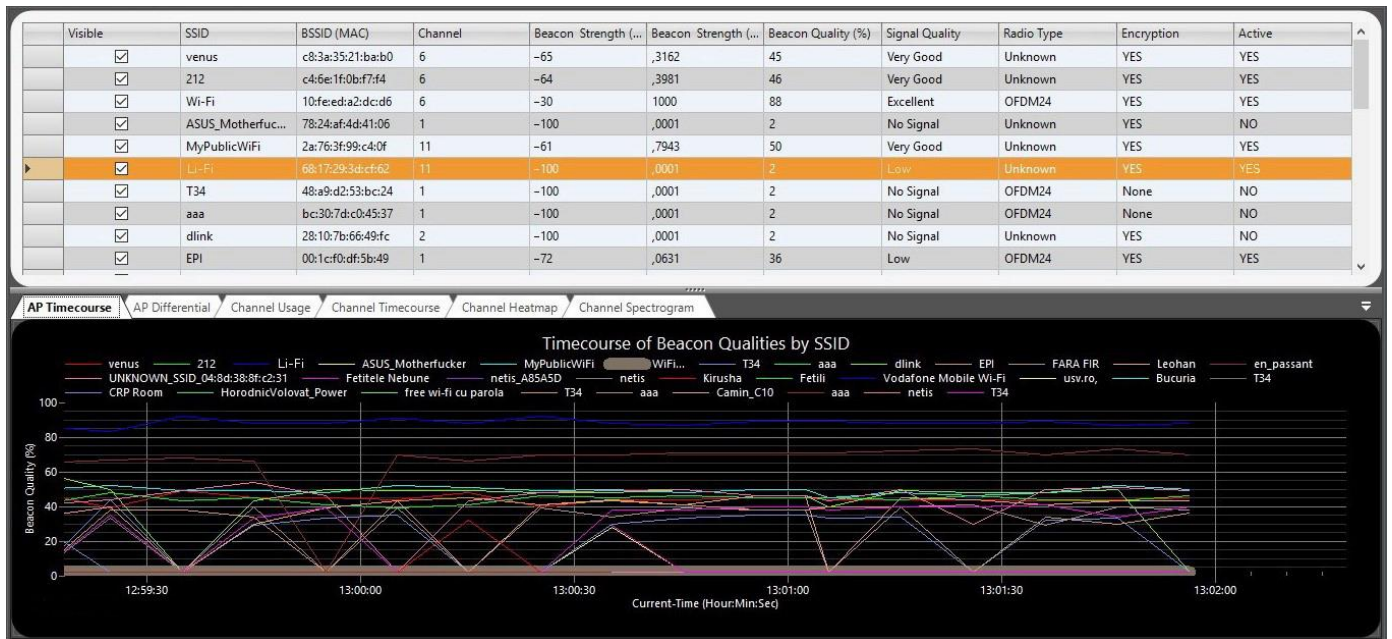 Visible SSID BSSID (MAC) Channel Beacon Strength (... Beacon Strength (... Beacon Quality (%) Signal Quality Radio Type Encryption Active
venus c8:3a:35:21:ba:b0 6 -65 ,3162 45 Very Good Unknown YES YES
212 c4:6e:1f:0b:f7:f4 6 -64 ,3981 46 Very Good Unknown YES YES
Wi-Fi 10:fe:ed:a2:dc:d6 6 -30 1000 88 Excellent OFDM24 YES YES
ASUS_Motherfuc... 78:24:af:4d:41:06 1 -100 ,0001 2 No Signal Unknown YES NO
MyPublicWiFi 2a:76:3f:99:c4:0f 11 -61 ,7943 50 Very Good Unknown YES YES
Li-Fi 68:17:29:3d:cf:62 11 -100 ,0001 2 Low Unknown YES YES
T34 48:a9:d2:53:bc:24 1 -100 ,0001 2 No Signal OFDM24 None NO
aaa bc:30:7d:c0:45:37 1 -100 ,0001 2 No Signal OFDM24 None NO
dlink 28:10:7b:66:49:fc 2 -100 ,0001 2 No Signal Unknown YES NO
EPI 00:1c:f0:df:5b:49 1 -72 ,0631 36 Low OFDM24 YES YES
AP Timecourse AP Differential Channel Usage Channel Timecourse Channel Heatmap Channel Spectrogram
Timecourse of Beacon Qualities by SSID
venus 212 Li-Fi ASUS_Motherfucker MyPublicWiFi WiFi... T34 aaa dlink EPI FARA FIR Leohan en_passant
UNKNOWN_SSID_04:8d:38:8f:c2:31 Fetitele Nebune netis_A85A5D netis Kirusha Fetili Vodafone Mobile Wi-Fi usv.ro, Bucuria T34
CRP Room HorodnicVolovat_Power free wi-fi cu parola T34 aaa Camin_C10 aaa netis T34
100
80
60
40
20
0
Beacon Quality (%)
12:59:30 13:00:00 13:00:30 13:01:00 13:01:30 13:02:00
Current-Time (Hour:Min:Sec)